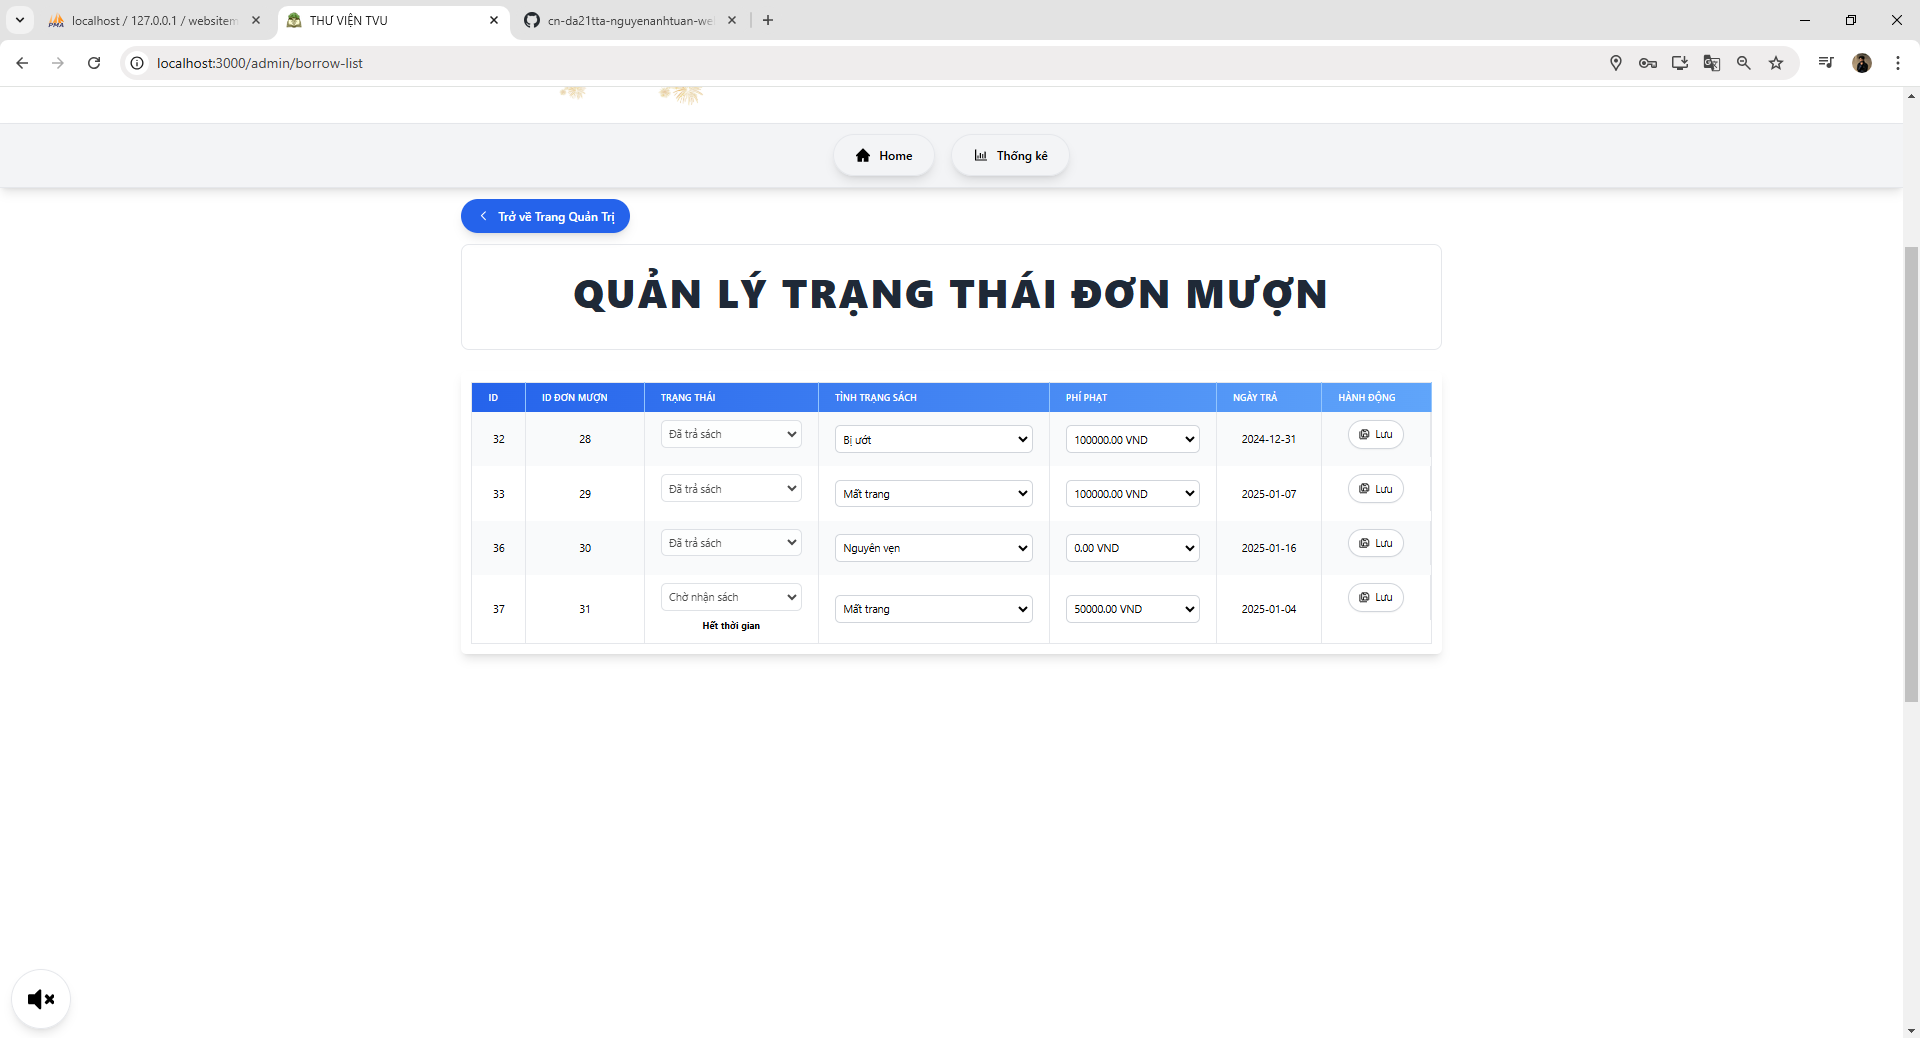 localhost / 127.0.0.1 / websitem
THƯ VIỆN TVU
cn-da21tta-nguyenanhtuan-we
localhost:3000/admin/borrow-list
Home
Thống kê
Trở về Trang Quản Trị
QUẢN LÝ TRẠNG THÁI ĐƠN MƯỢN
ID ID ĐƠN MƯỢN TRẠNG THÁI TÌNH TRẠNG SÁCH PHÍ PHẠT NGÀY TRẢ HÀNH ĐỘNG
32 28 Đã trả sách Bị ướt 100000.00 VND 2024-12-31 Lưu
33 29 Đã trả sách Mất trang 100000.00 VND 2025-01-07 Lưu
36 30 Đã trả sách Nguyên vẹn 0.00 VND 2025-01-16 Lưu
37 31 Chờ nhận sách Mất trang 50000.00 VND 2025-01-04 Lưu
Hết thời gian